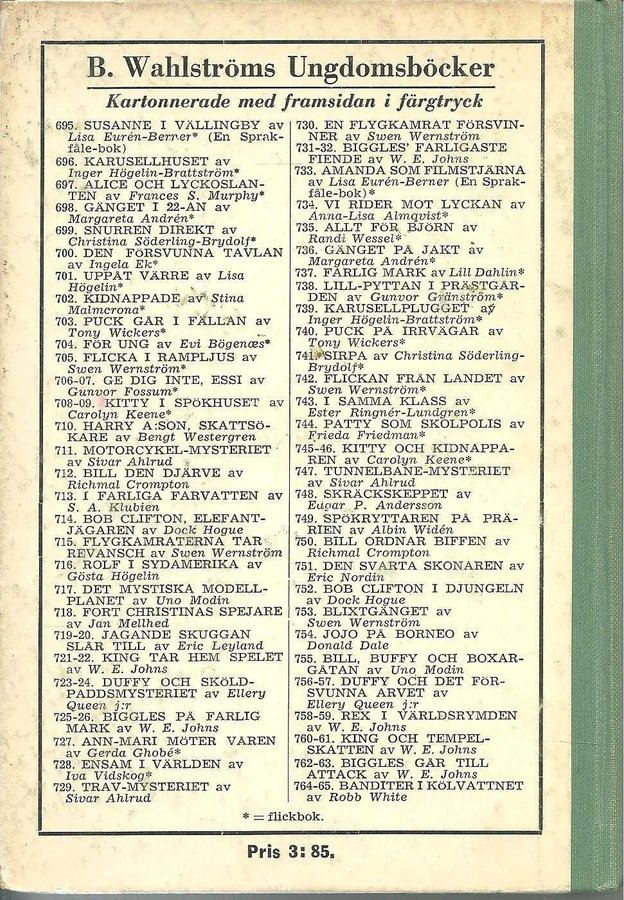 B. Wahlströms Ungdomsböcker
Kartonnerade med framsidan i färgtryck
695. SUSANNE I VÄLLINGBY av
Lisa Eurén-Berner* (En Sprak-
fåle-bok)
696. KARUSELLHUSET av
Inger Högelin-Brattström*
697. ALICE OCH LYCKOSLAN-
TEN av Frances S. Murphy*
698. GÄNGET I 22-AN av
Margareta Andrén*
699. SNURREN DIREKT av
Christina Söderling-Brydolf*
700. DEN FÖRSVUNNA TAVLAN
av Ingela Ek*
701. UPPAT VÄRRE av Lisa
Högelin*
702. KIDNAPPADE av Stina
Malmcrona*
703. PUCK GÅR I FÄLLAN av
Tony Wickers*
704. FÖR UNG av Evi Bögenæs*
705. FLICKA I RAMPLJUS av
Swen Wernström*
706-07. GE DIG INTE, ESSI av
Gunvor Fossum*
708-09. KITTY I SPÖKHUSET av
Carolyn Keene*
710. HARRY A:SON, SKATTSÖ-
KARE av Bengt Westergren
711. MOTORCYKEL-MYSTERIET
av Sivar Ahlrud
712. BILL DEN DJÄRVE av
Richmal Crompton
713. I FARLIGA FARVATTEN av
S. A. Klubien
714. BOB CLIFTON, ELEFANT-
JÄGAREN av Dock Hogue
715. FLYGKAMRATERNA TAR
REVANSCH av Swen Wernström
716. ROLF I SYDAMERIKA av
Gösta Högelin
717. DET MYSTISKA MODELL-
PLANET av Uno Modin
718. FORT CHRISTINAS SPEJARE
av Jan Mellhed
719-20. JAGANDE SKUGGAN
SLÅR TILL av Eric Leyland
721-22. KING TAR HEM SPELET
av W. E. Johns
723-24. DUFFY OCH SKÖLD-
PADDSMYSTERIET av Ellery
Queen j:r
725-26. BIGGLES PÅ FARLIG
MARK av W. E. Johns
727. ANN-MARI MÖTER VÅREN
av Gerda Ghobé*
728. ENSAM I VÄRLDEN av
Iva Vidskog*
729. TRAV-MYSTERIET av
Sivar Ahlrud
730. EN FLYGKAMRAT FÖRSVIN-
NER av Swen Wernström
731-32. BIGGLES' FARLIGASTE
FIENDE av W. E. Johns
733. AMANDA SOM FILMSTJÄRNA
av Lisa Eurén-Berner (En Sprak-
fåle-bok)*
734. VI RIDER MOT LYCKAN av
Anna-Lisa Almqvist*
735. ALLT FÖR BJÖRN av
Randi Wessel*
736. GÄNGET PÅ JAKT av
Margareta Andrén*
737. FARLIG MARK av Lill Dahlin*
738. LILL-PYTTAN I PRÄSTGÅR-
DEN av Gunvor Gränström*
739. KARUSELLPLUGGET av
Inger Högelin-Brattström*
740. PUCK PÅ IRRVÄGAR av
Tony Wickers*
741. SIRPA av Christina Söderling-
Brydolf*
742. FLICKAN FRÅN LANDET av
Swen Wernström*
743. I SAMMA KLASS av
Ester Ringnér-Lundgren*
744. PATTY SOM SKOLPOLIS av
Frieda Friedman*
745-46. KITTY OCH KIDNAPPA-
REN av Carolyn Keene*
747. TUNNELBANE-MYSTERIET
av Sivar Ahlrud
748. SKRÄCKSKEPPET av
Eugar P. Andersson
749. SPÖKRYTTAREN PÅ PRÄ-
RIEN av Albin Widén
750. BILL ORDNAR BIFFEN av
Richmal Crompton
751. DEN SVARTA SKONAREN av
Eric Nordin
752. BOB CLIFTON I DJUNGELN
av Dock Hogue
753. BLIXTGÄNGET av
Swen Wernström
754. JOJO PÅ BORNEO av
Donald Dale
755. BILL, BUFFY OCH BOXAR-
GATAN av Uno Modin
756-57. DUFFY OCH DET FÖR-
SVUNNA ARVET av
Ellery Queen j:r
758-59. REX I VÄRLDSRYMDEN
av W. E. Johns
760-61. KING OCH TEMPEL-
SKATTEN av W. E. Johns
762-63. BIGGLES GÅR TILL
ATTACK av W. E. Johns
764-65. BANDITER I KÖLVATTNET
av Robb White
* = flickbok.
Pris 3:85.